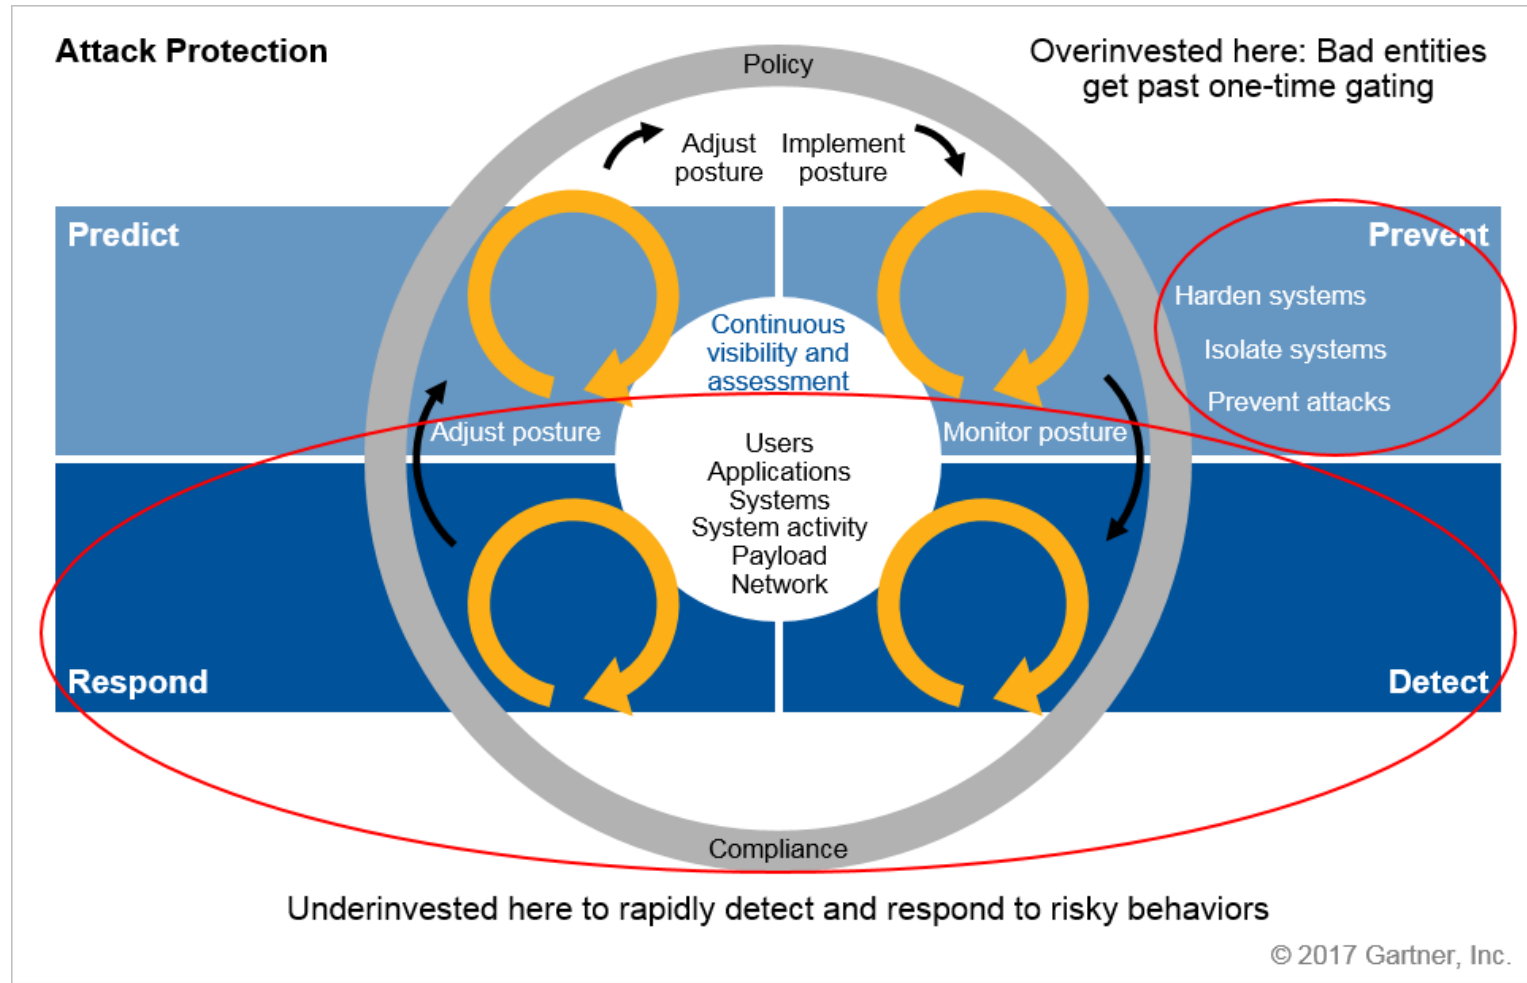 Attack Protection
Overinvested here: Bad entities
get past one-time gating
Policy
Adjust
posture
Implement
posture
Predict
Prevent
Harden systems
Isolate systems
Prevent attacks
Continuous
visibility and
assessment
Adjust posture
Monitor posture
Users
Applications
Systems
System activity
Payload
Network
Respond
Detect
Compliance
Underinvested here to rapidly detect and respond to risky behaviors
© 2017 Gartner, Inc.